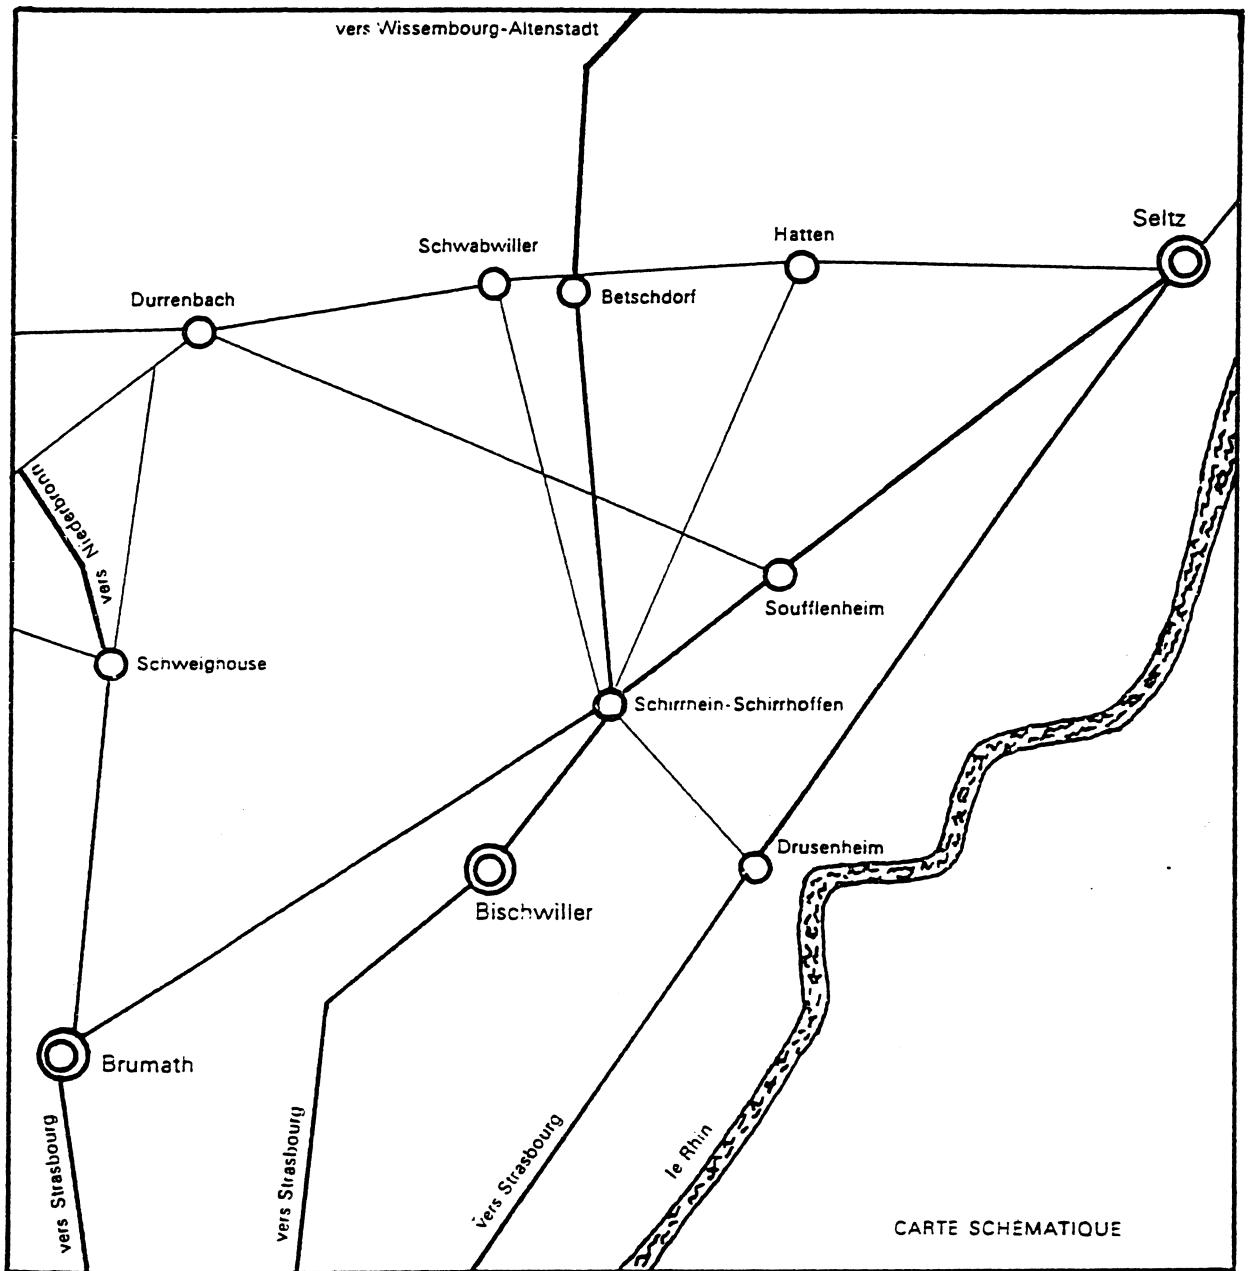 vers Wissembourg-Altenstadt
Seltz
Hatten
Schwabwiller
Betschdorf
Durrenbach
vers Niederbronn
Soufflenheim
Schweignouse
Schirrnein-Schirrhoffen
Drusenheim
Bischwiller
Brumath
vers Strasbourg
vers Strasbourg
vers Strasbourg
le Rhin
CARTE SCHÉMATIQUE